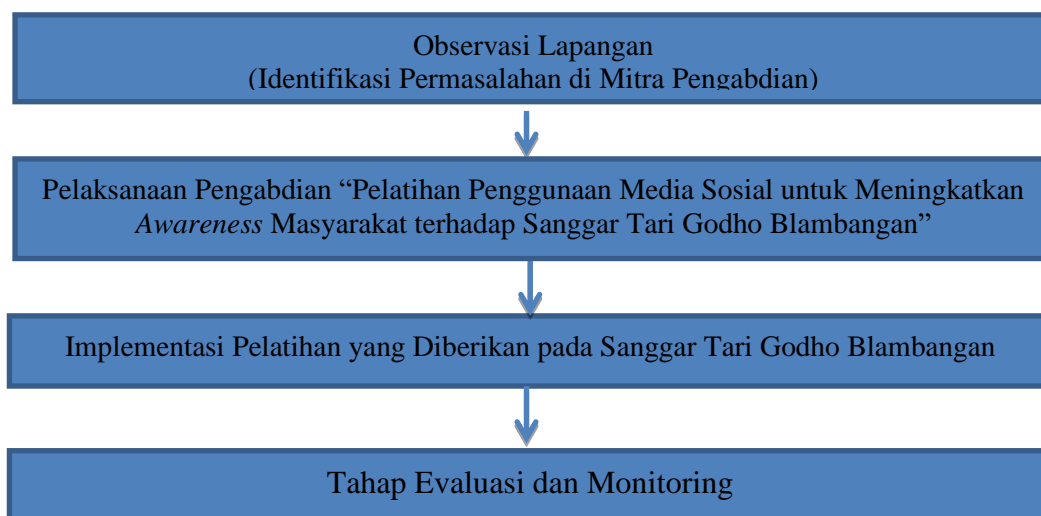 Observasi Lapangan
(Identifikasi Permasalahan di Mitra Pengabdian)
Pelaksanaan Pengabdian “Pelatihan Penggunaan Media Sosial untuk Meningkatkan
Awareness Masyarakat terhadap Sanggar Tari Godho Blambangan”
Implementasi Pelatihan yang Diberikan pada Sanggar Tari Godho Blambangan
Tahap Evaluasi dan Monitoring